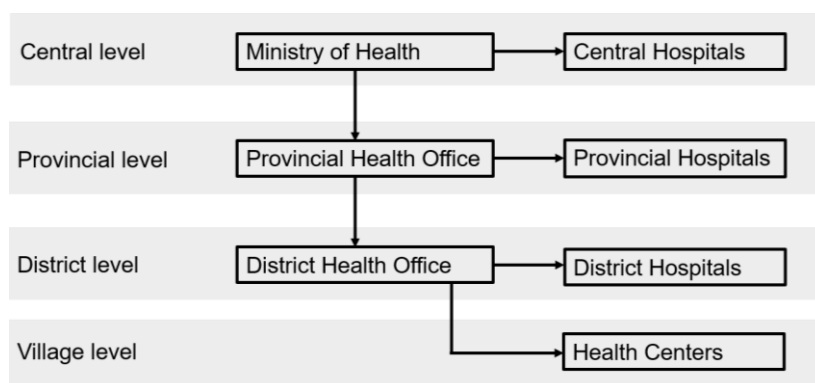 Central level
Ministry of Health
Central Hospitals
Provincial level
Provincial Health Office
Provincial Hospitals
District level
District Health Office
District Hospitals
Village level
Health Centers